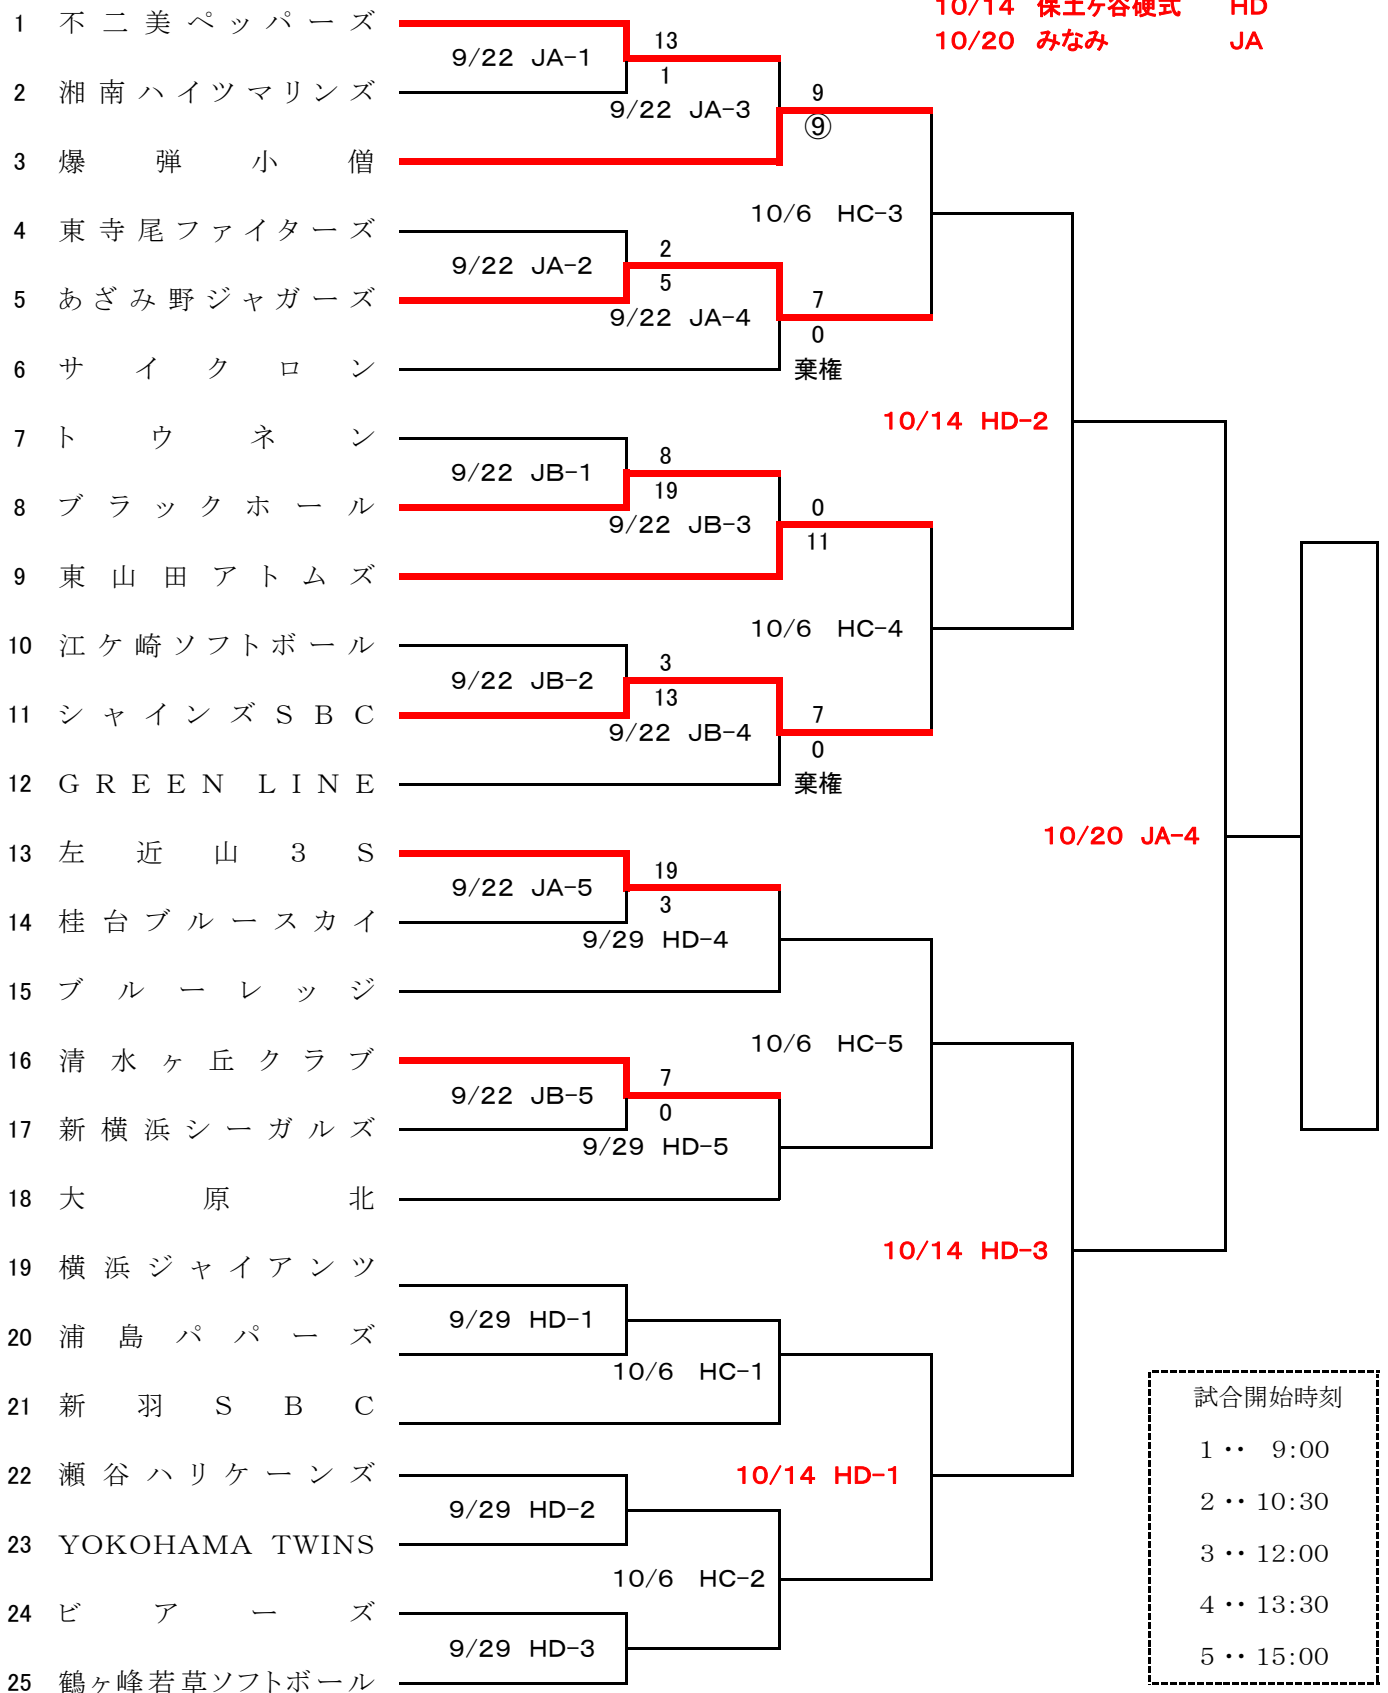 10/14 保土ヶ谷硬式 HD
10/20 みなみ JA
1 不二美ペッパーズ
9/22 JA-1
13
1
2 湘南ハイツマリンズ
9/22 JA-3
9
⑨
3 爆弾小僧
10/6 HC-3
4 東寺尾ファイターズ
9/22 JA-2
2
5
5 あざみ野ジャガーズ
9/22 JA-4
7
0
6 サイクロン
棄権
10/14 HD-2
7 トウネン
9/22 JB-1
8
19
8 ブラックホール
9/22 JB-3
0
11
9 東山田アトムズ
10/6 HC-4
10 江ケ崎ソフトボール
9/22 JB-2
3
13
11 シャインズSBC
9/22 JB-4
7
0
12 GREEN LINE
棄権
10/20 JA-4
13 左近山3S
9/22 JA-5
19
3
14 桂台ブルースカイ
9/29 HD-4
15 ブルーレッジ
10/6 HC-5
16 清水ヶ丘クラブ
9/22 JB-5
7
0
17 新横浜シーガルズ
9/29 HD-5
18 大原北
10/14 HD-3
19 横浜ジャイアンツ
9/29 HD-1
20 浦島パパーズ
10/6 HC-1
21 新羽SBC
10/14 HD-1
22 瀬谷ハリケーンズ
9/29 HD-2
23 YOKOHAMA TWINS
10/6 HC-2
24 ビアーズ
9/29 HD-3
25 鶴ヶ峰若草ソフトボール
試合開始時刻
1‥ 9:00
2‥10:30
3‥12:00
4‥13:30
5‥15:00